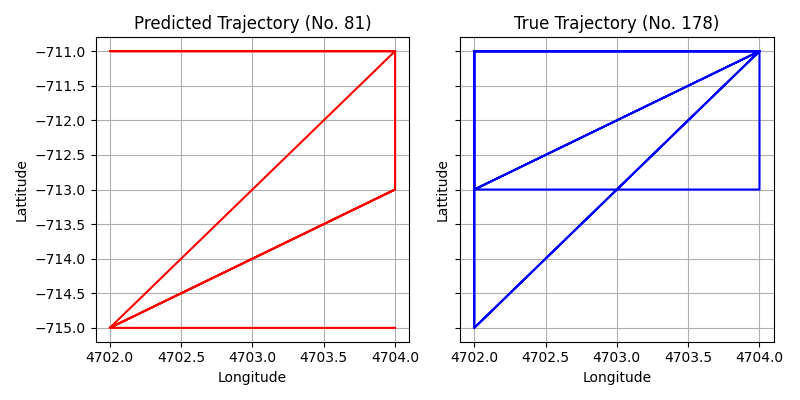 Predicted Trajectory (No. 81)
True Trajectory (No. 178)
−711.0
−711.5
−712.0
−712.5
−713.0
−713.5
−714.0
−714.5
−715.0
Lattitude
Lattitude
4702.0 4702.5 4703.0 4703.5 4704.0
4702.0 4702.5 4703.0 4703.5 4704.0
Longitude
Longitude